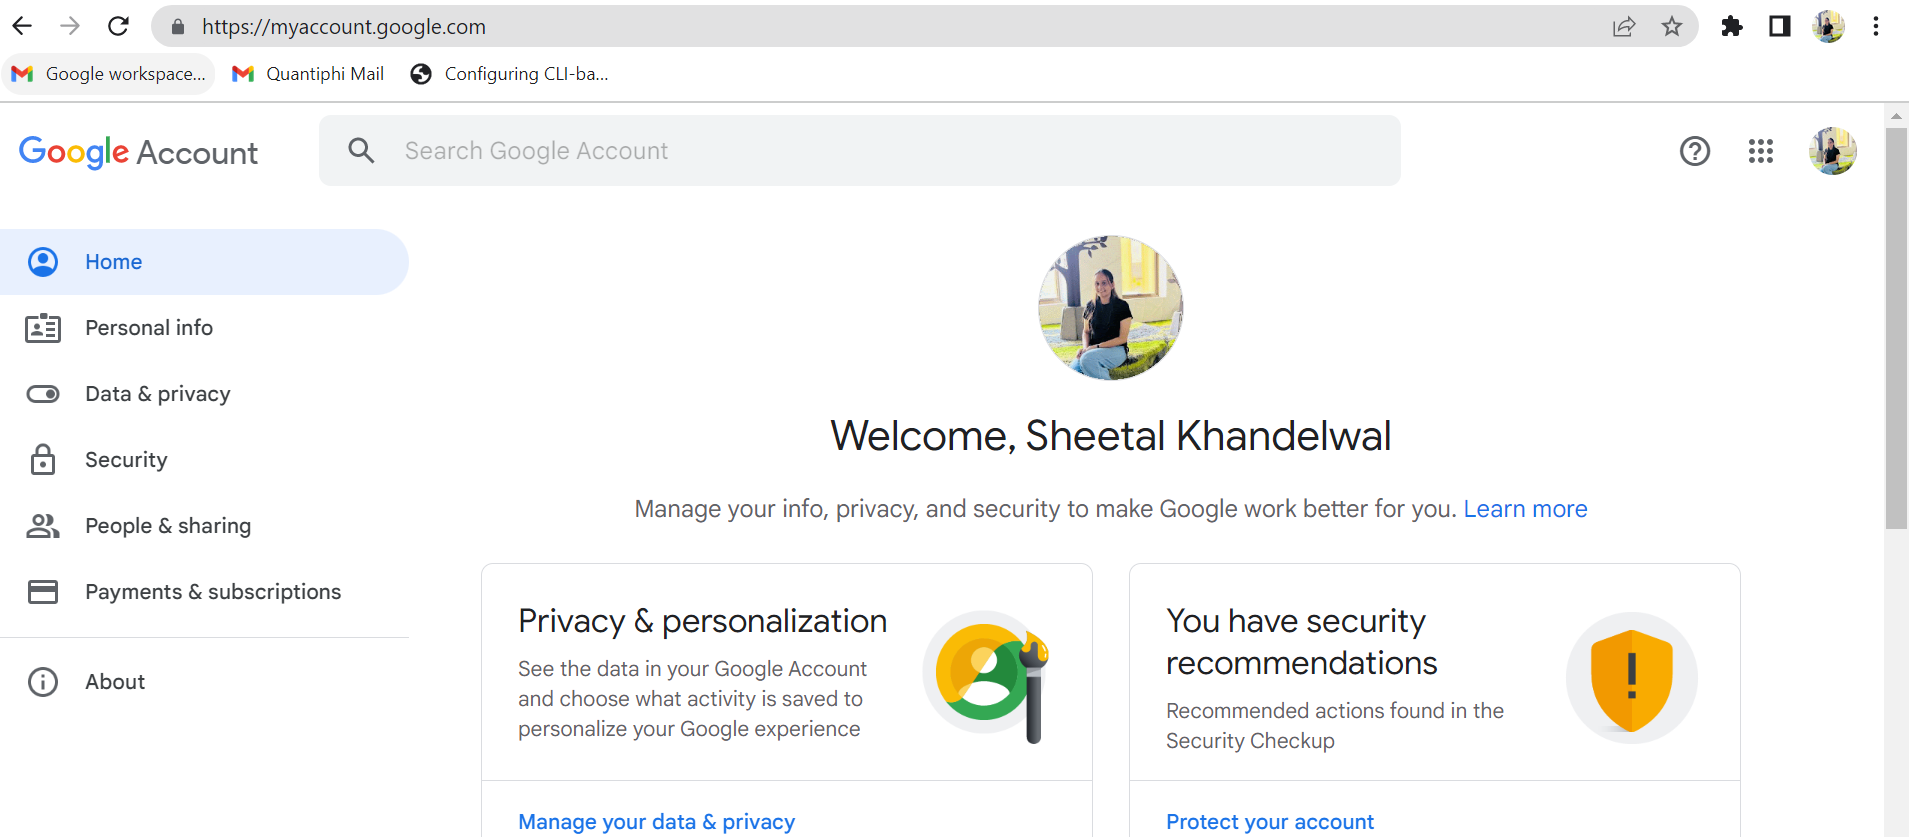 https://myaccount.google.com
Google workspace...
Quantiphi Mail
Configuring CLI-ba...
Google Account
Search Google Account
Home
Personal info
Data & privacy
Security
People & sharing
Payments & subscriptions
About
Welcome, Sheetal Khandelwal
Manage your info, privacy, and security to make Google work better for you. Learn more
Privacy & personalization
See the data in your Google Account
and choose what activity is saved to
personalize your Google experience
Manage your data & privacy
You have security
recommendations
Recommended actions found in the
Security Checkup
Protect your account